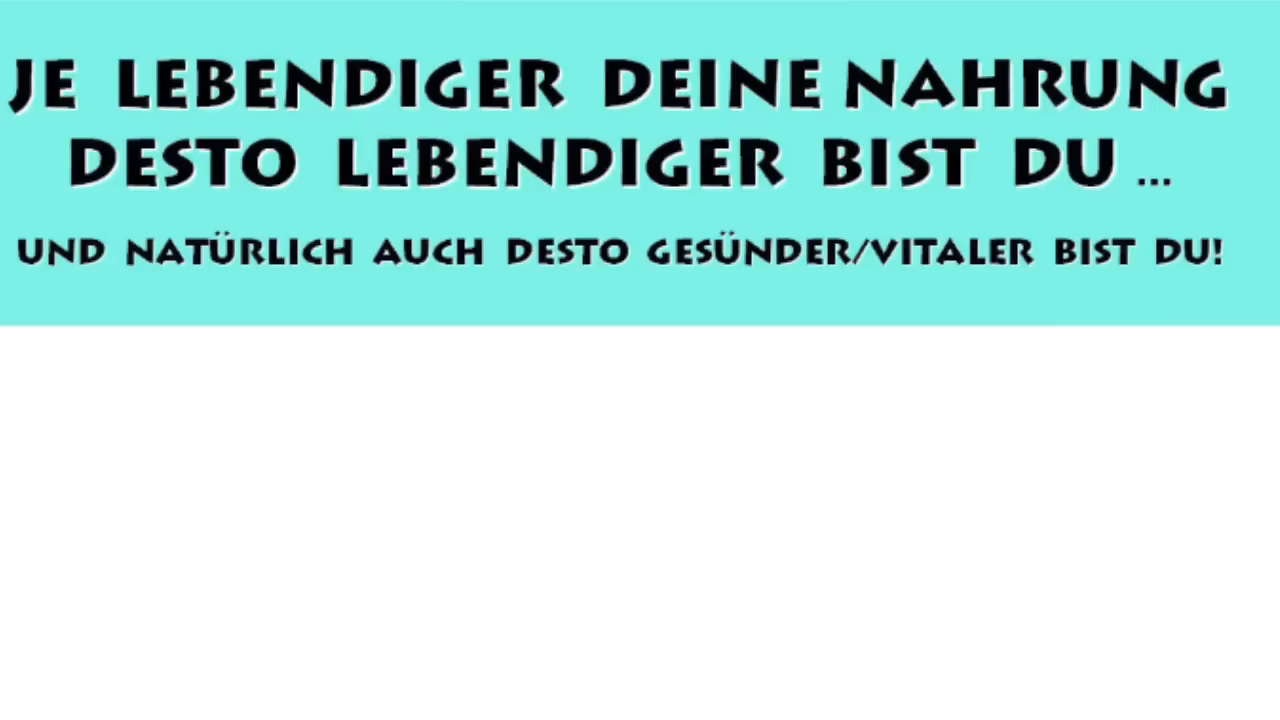 JE LEBENDIGER DEINE NAHRUNG
DESTO LEBENDIGER BIST DU ...
UND NATÜRLICH AUCH DESTO GESÜNDER/VITALER BIST DU!